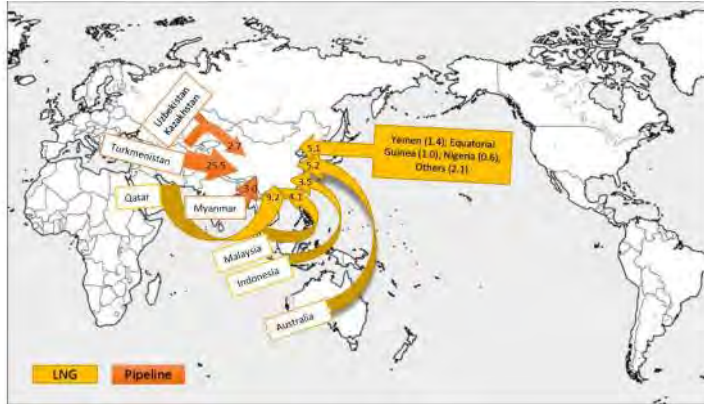 Uzbekistan
Kazakhstan
2.7
Turkmenistan
25.5
Qatar
Myanmar
3.0
9.2
4.1
3.5
5.2
5.1
Yemen (1.4); Equatorial
Guinea (1.0); Nigeria (0.6),
Others (2.1)
Malaysia
Indonesia
Australia
LNG
Pipeline